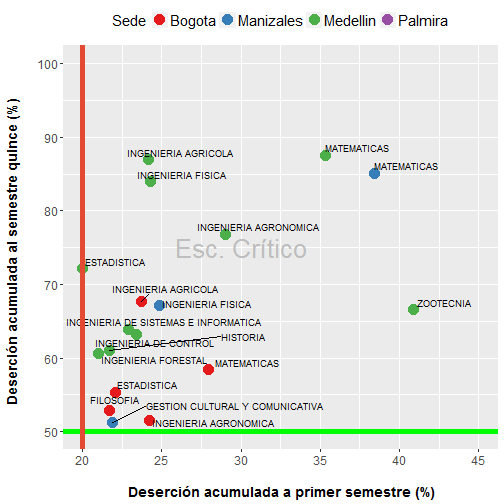 Sede Bogota Manizales Medellin Palmira
100
90
80
70
60
50
Deserción acumulada al semestre quince (%)
INGENIERIA AGRICOLA
INGENIERIA FISICA
MATEMATICAS
MATEMATICAS
INGENIERIA AGRONOMICA
Esc. Crítico
ESTADISTICA
INGENIERIA AGRICOLA
INGENIERIA FISICA
ZOOTECNIA
INGENIERIA DE SISTEMAS E INFORMATICA
HISTORIA
INGENIERIA DE CONTROL
INGENIERIA FORESTAL
MATEMATICAS
ESTADISTICA
FILOSOFIA
GESTION CULTURAL Y COMUNICATIVA
INGENIERIA AGRONOMICA
20 25 30 35 40 45
Deserción acumulada a primer semestre (%)